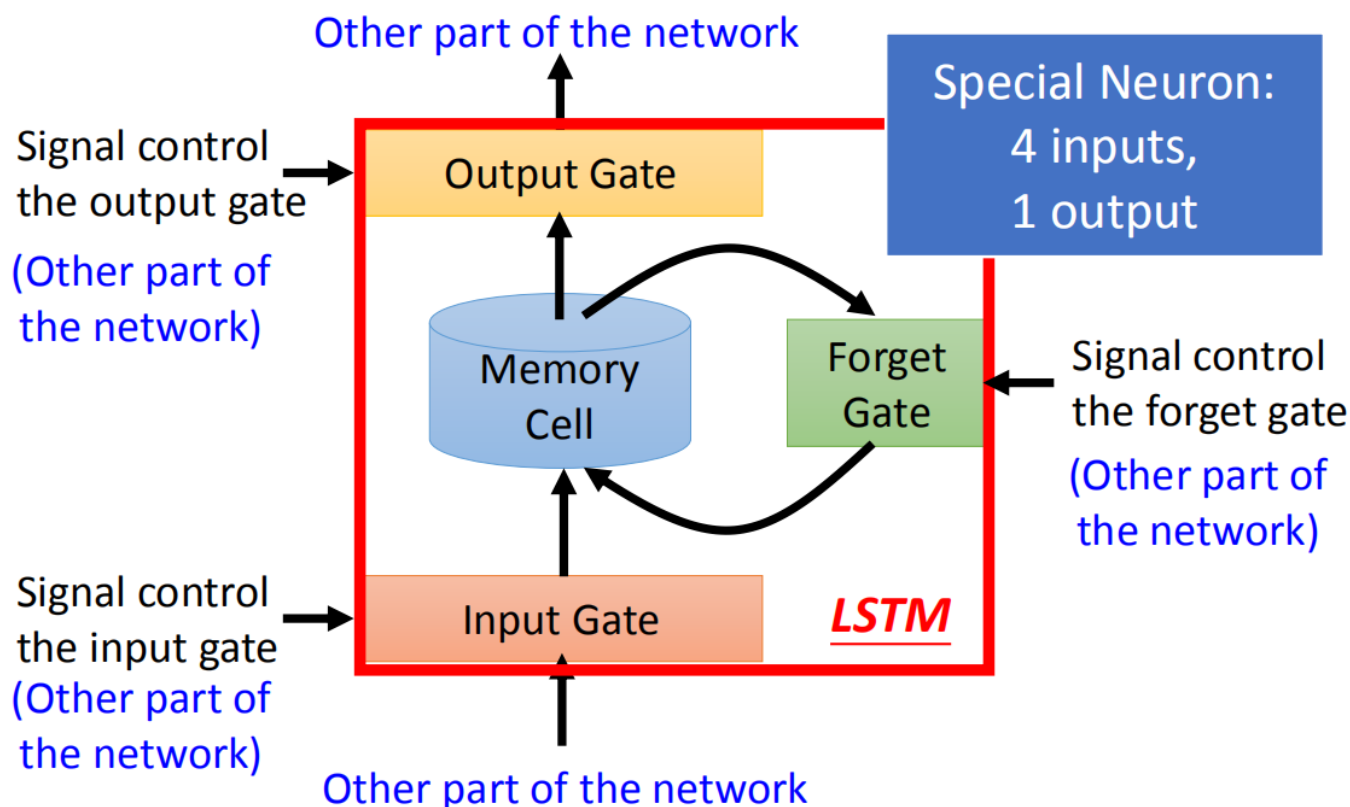 Other part of the network
Special Neuron:
4 inputs,
1 output
Signal control
the output gate
(Other part of
the network)
Output Gate
Memory
Cell
Forget
Gate
Signal control
the forget gate
(Other part of
the network)
Signal control
the input gate
(Other part of
the network)
Input Gate
LSTM
Other part of the network